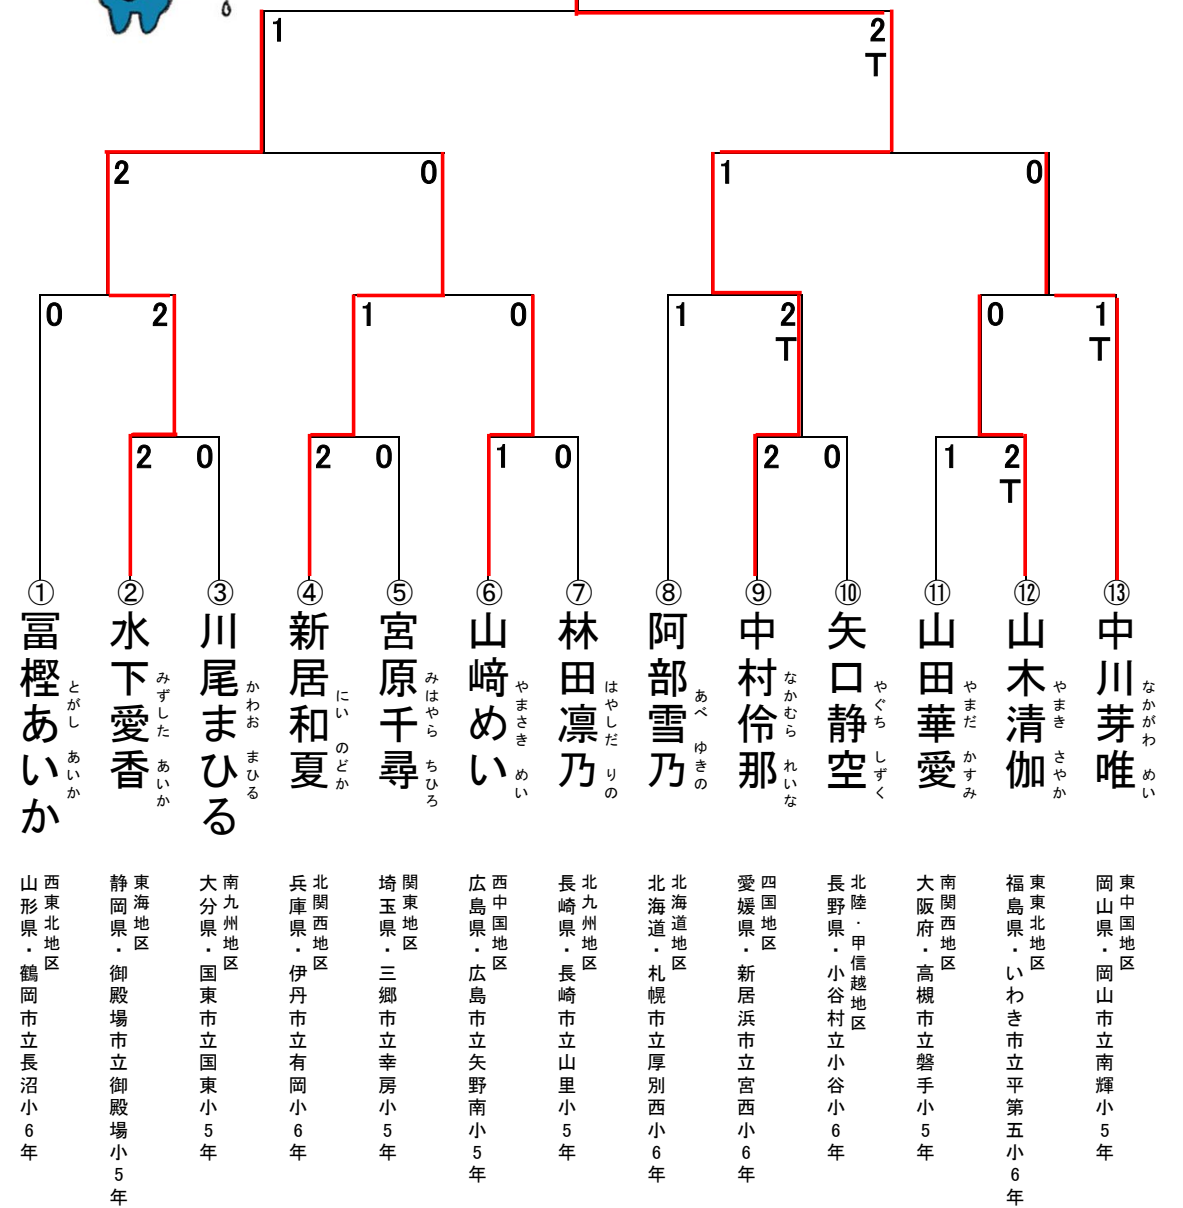 1
2
T
2
0
1
0
0
2
1
0
1
2
T
0
1
T
2
0
2
0
1
0
2
0
1
2
T
①
冨樫あいか
とがし あいか
西東北地区
山形県・鶴岡市立長沼小6年
②
水下愛香
みずした あいか
東海地区
静岡県・御殿場市立御殿場小5年
③
川尾まひる
かわお まひる
南九州地区
大分県・国東市立国東小5年
④
新居和夏
にい のどか
北関西地区
兵庫県・伊丹市立有岡小6年
⑤
宮原千尋
みはやら ちひろ
関東地区
埼玉県・三郷市立幸房小5年
⑥
山﨑めい
やまさき めい
西中国地区
広島県・広島市立矢野南小5年
⑦
林田凛乃
はやしだ りの
北九州地区
長崎県・長崎市立山里小5年
⑧
阿部雪乃
あべ ゆきの
北海道地区
北海道・札幌市立厚別西小6年
⑨
中村伶那
なかむら れいな
四国地区
愛媛県・新居浜市立宮西小6年
⑩
矢口静空
やぐち しずく
北陸・甲信越地区
長野県・小谷村立小谷小6年
⑪
山田華愛
やまだ かすみ
南関西地区
大阪府・高槻市立磐手小5年
⑫
山木清伽
やまき さやか
東東北地区
福島県・いわき市立平第五小6年
⑬
中川芽唯
なかがわ めい
東中国地区
岡山県・岡山市立南輝小5年